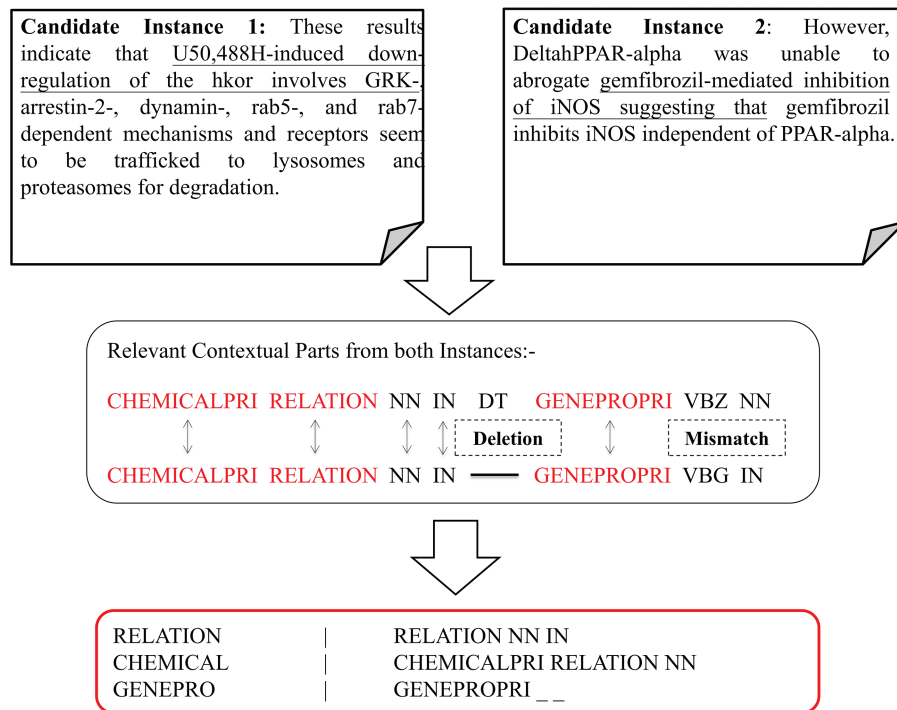 Candidate Instance 1: These results
indicate that U50,488H-induced down-
regulation of the hkor involves GRK-,
arrestin-2-, dynamin-, rab5-, and rab7-
dependent mechanisms and receptors seem
to be trafficked to lysosomes and
proteasomes for degradation.
Candidate Instance 2: However,
DeltahPPAR-alpha was unable to
abrogate gemfibrozil-mediated inhibition
of iNOS suggesting that gemfibrozil
inhibits iNOS independent of PPAR-alpha.
Relevant Contextual Parts from both Instances:-
CHEMICALPRI RELATION NN IN DT GENEPROPRI VBZ NN
Deletion Mismatch
CHEMICALPRI RELATION NN IN — GENEPROPRI VBG IN
RELATION | RELATION NN IN
CHEMICAL | CHEMICALPRI RELATION NN
GENEPRO | GENEPROPRI _ _